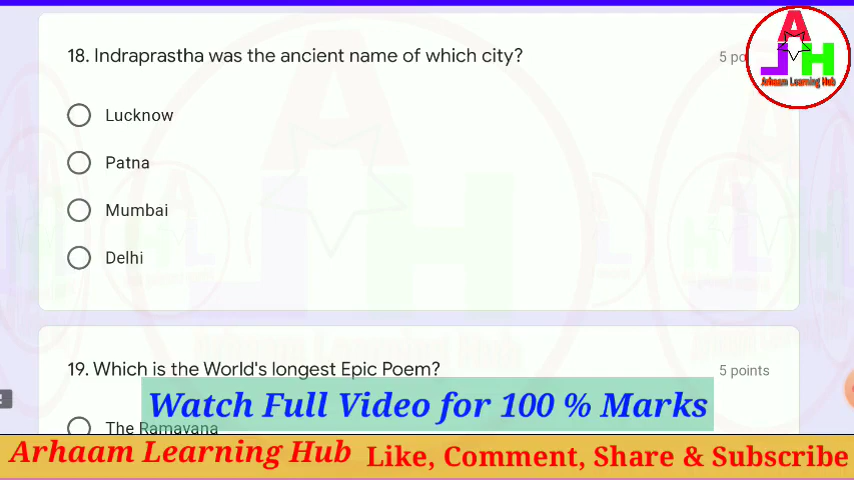 18. Indraprastha was the ancient name of which city?
5 po
Lucknow
Patna
Mumbai
Delhi
A
J H
Arhaam Learning Hub
19. Which is the World's longest Epic Poem?
5 points
Watch Full Video for 100 % Marks
The Ramayana
Arhaam Learning Hub Like, Comment, Share & Subscribe